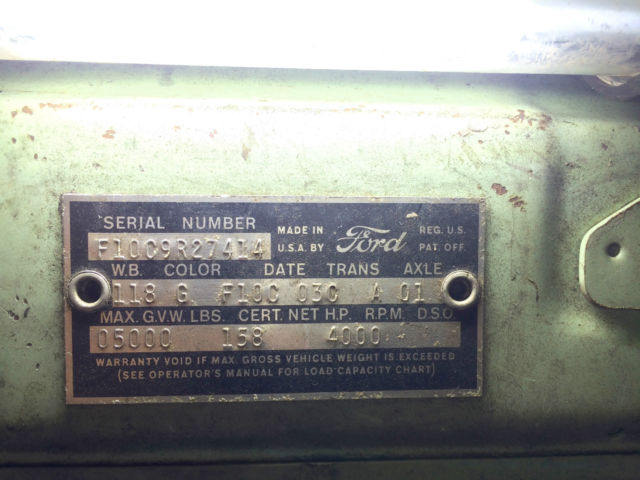 SERIAL NUMBER
MADE IN U.S.A. BY Ford REG. U.S. PAT. OFF.
F10C9R27414
W.B. COLOR DATE TRANS AXLE
118 G F10C 03C A 01
MAX. G.V.W. LBS. CERT. NET H.P. R.P.M. D.S.O.
05000 158 4000
WARRANTY VOID IF MAX. GROSS VEHICLE WEIGHT IS EXCEEDED
(SEE OPERATOR'S MANUAL FOR LOAD CAPACITY CHART)